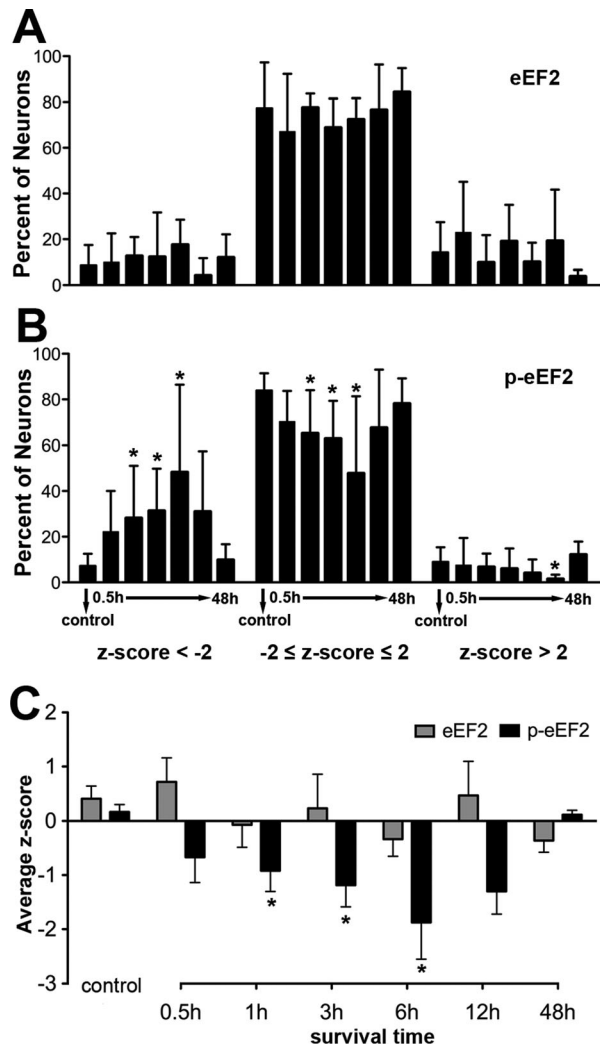 A
100
80
60
40
20
0
Percent of Neurons
eEF2
B
100
80
60
40
20
0
Percent of Neurons
p-eEF2
* * * * * * *
0.5h 48h 0.5h 48h 0.5h 48h
control control control
z-score < -2 -2 ≤ z-score ≤ 2 z-score > 2
C
2
1
0
-1
-2
-3
Average z-score
eEF2 p-eEF2
* * *
control
0.5h 1h 3h 6h 12h 48h
survival time